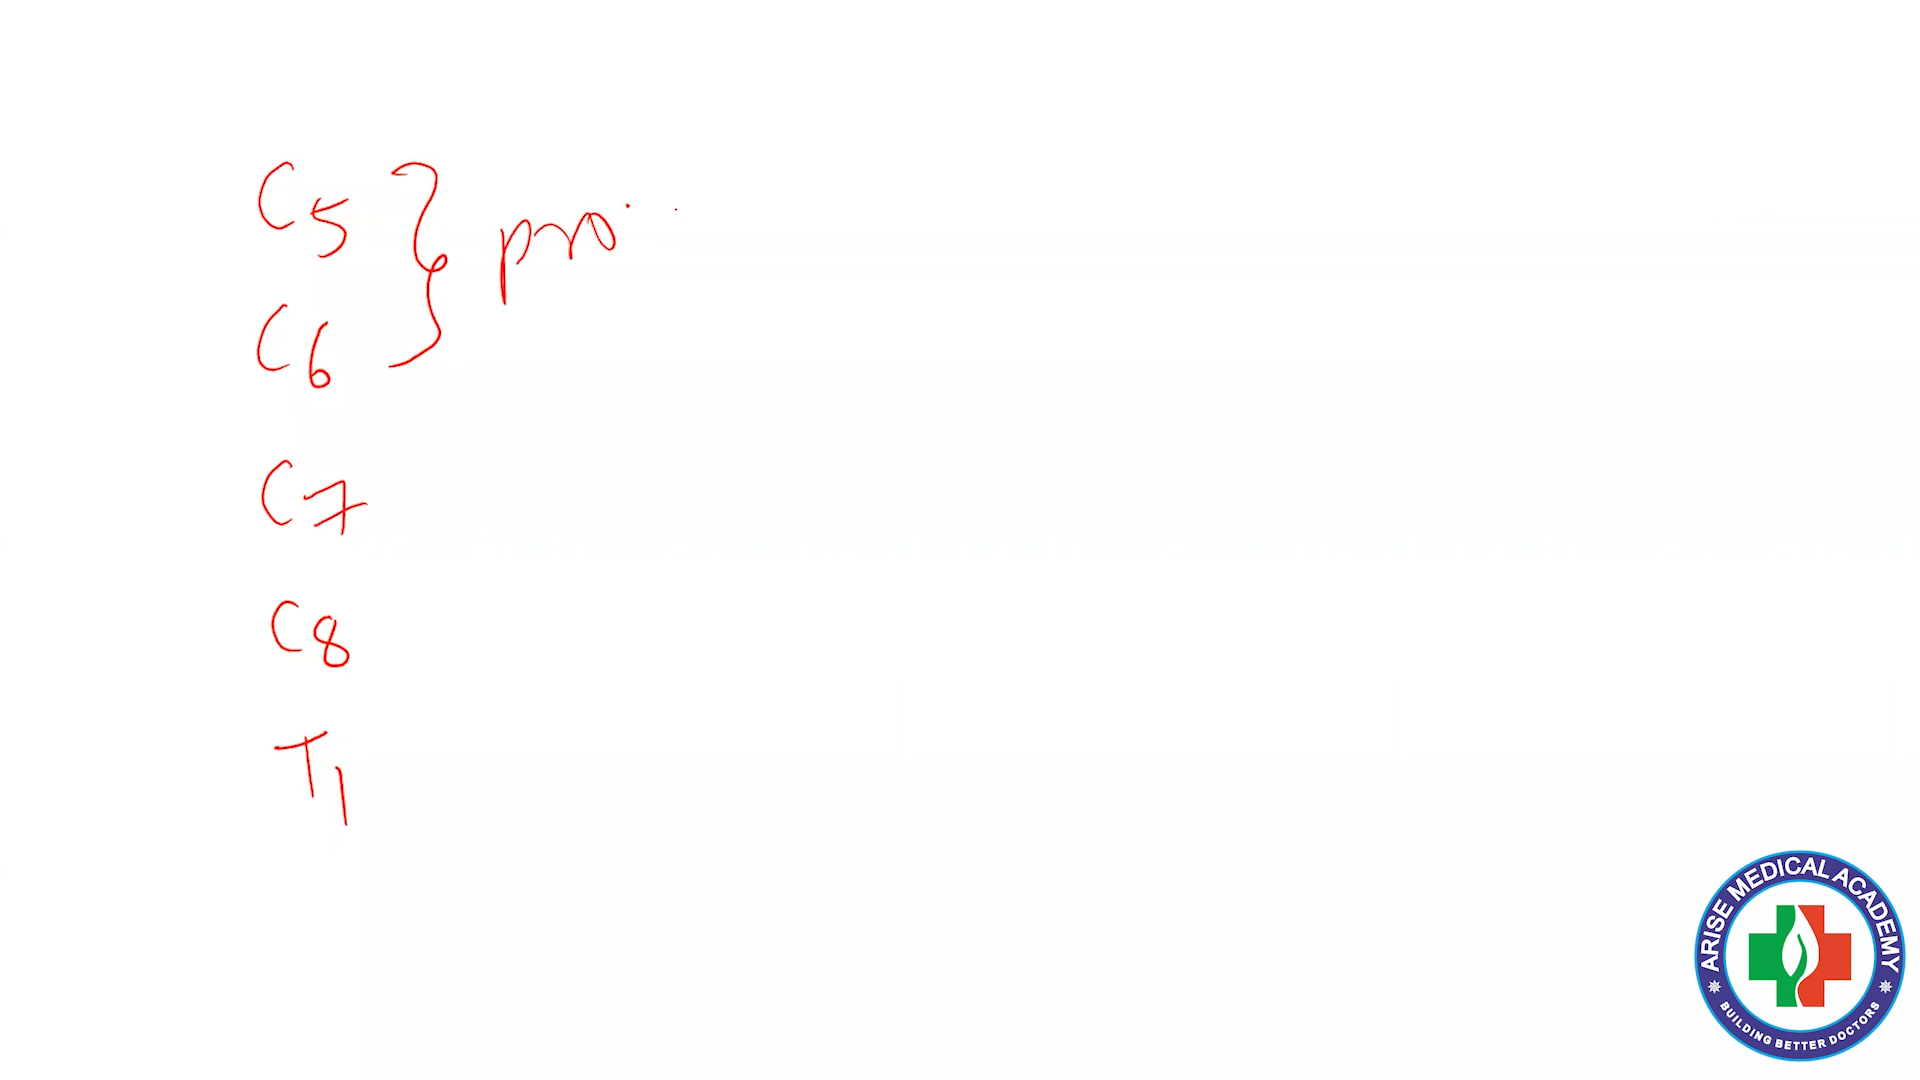 C5
pro
C6
C7
C8
T1
ARISE MEDICAL ACADEMY
BUILDING BETTER DOCTORS